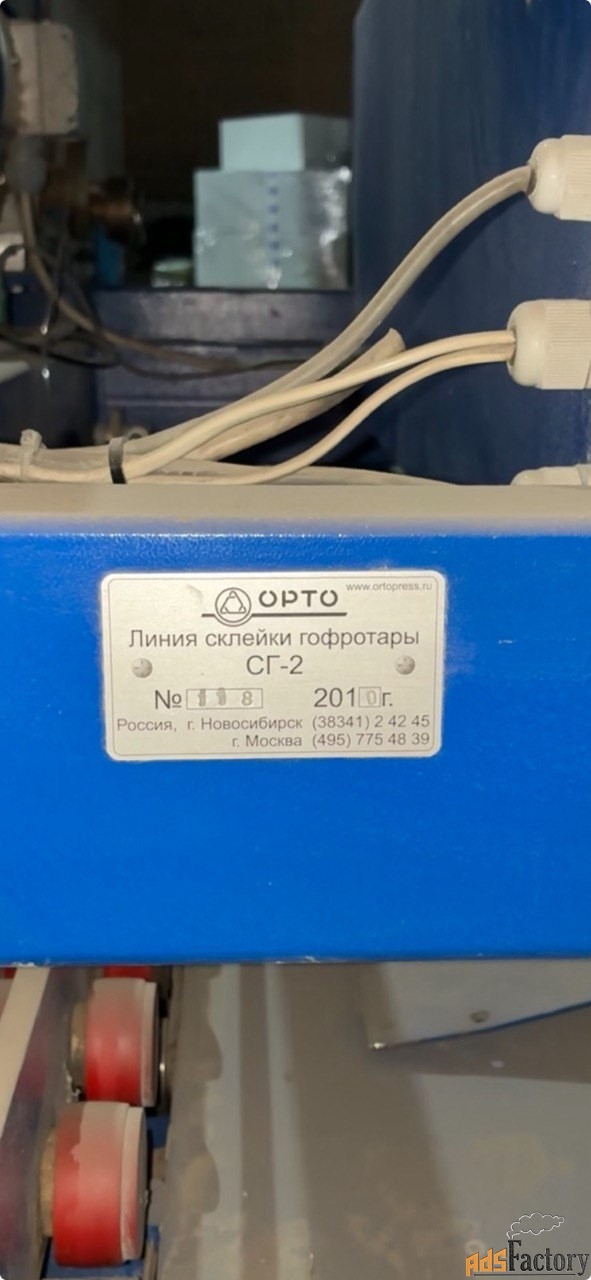 www.ortopress.ru
ОРТО
Линия склейки гофротары
СГ-2
№ 118 2010г.
Россия, г. Новосибирск (38341) 2 42 45
г. Москва (495) 775 48 39
AdsFactory